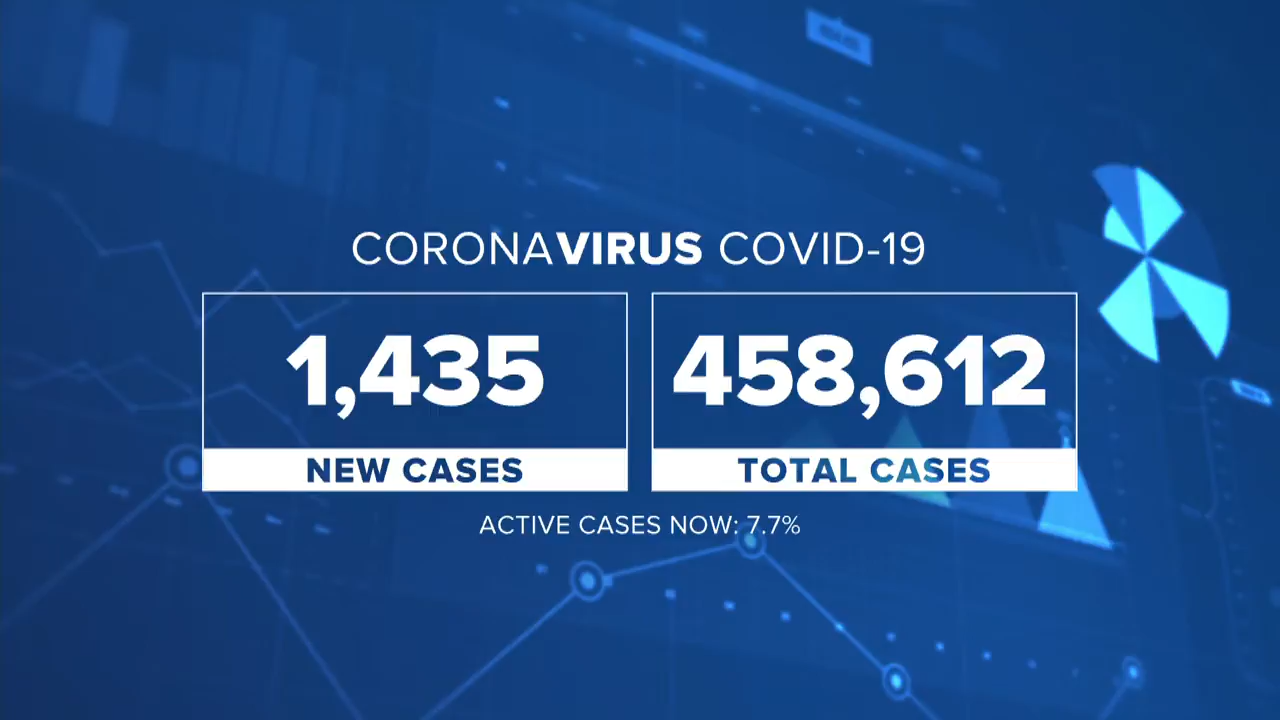 CORONAVIRUS COVID-19
1,435 458,612
NEW CASES TOTAL CASES
ACTIVE CASES NOW: 7.7%